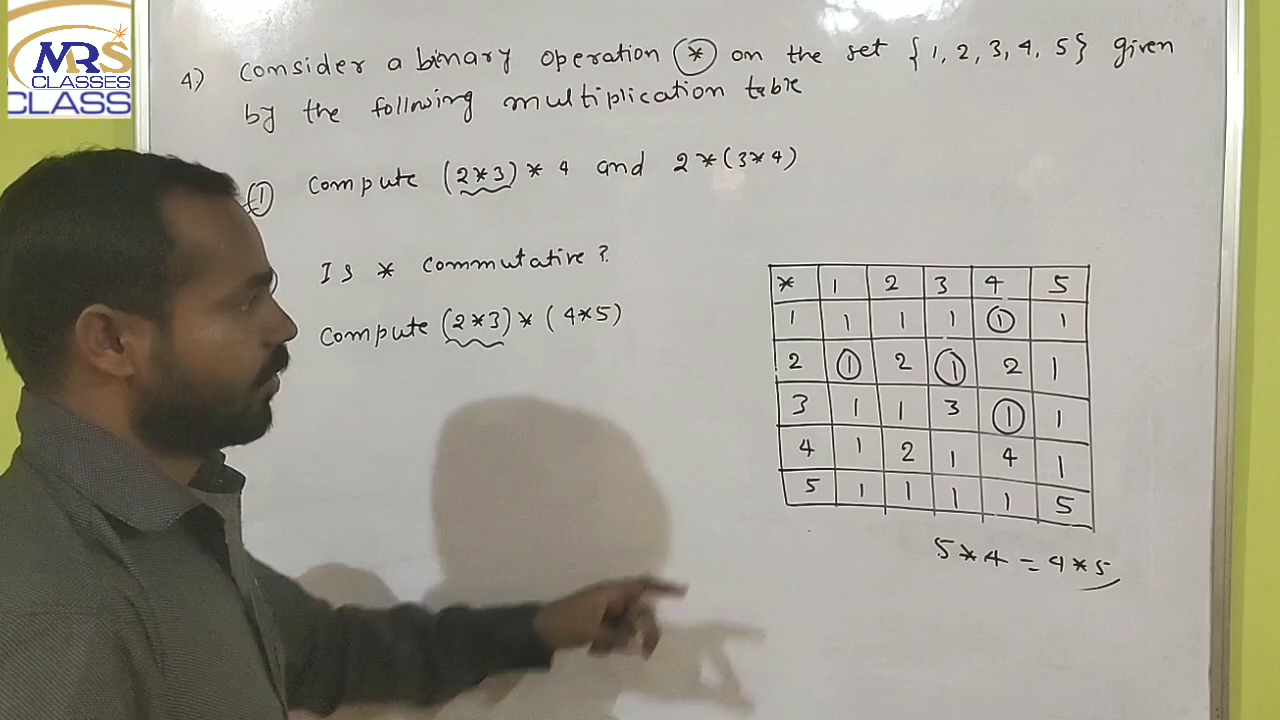 MRS
CLASSES
CLASS
4) Consider a binary operation * on the set {1, 2, 3, 4, 5} given
by the following multiplication table
1 Compute (2*3) * 4 and 2*(3*4)
Is * commutative?
Compute (2*3) * (4*5)
* 1 2 3 4 5
1 1 1 1 1 1
2 1 2 1 2 1
3 1 1 3 1 1
4 1 2 1 4 1
5 1 1 1 1 5
5*4 = 4*5